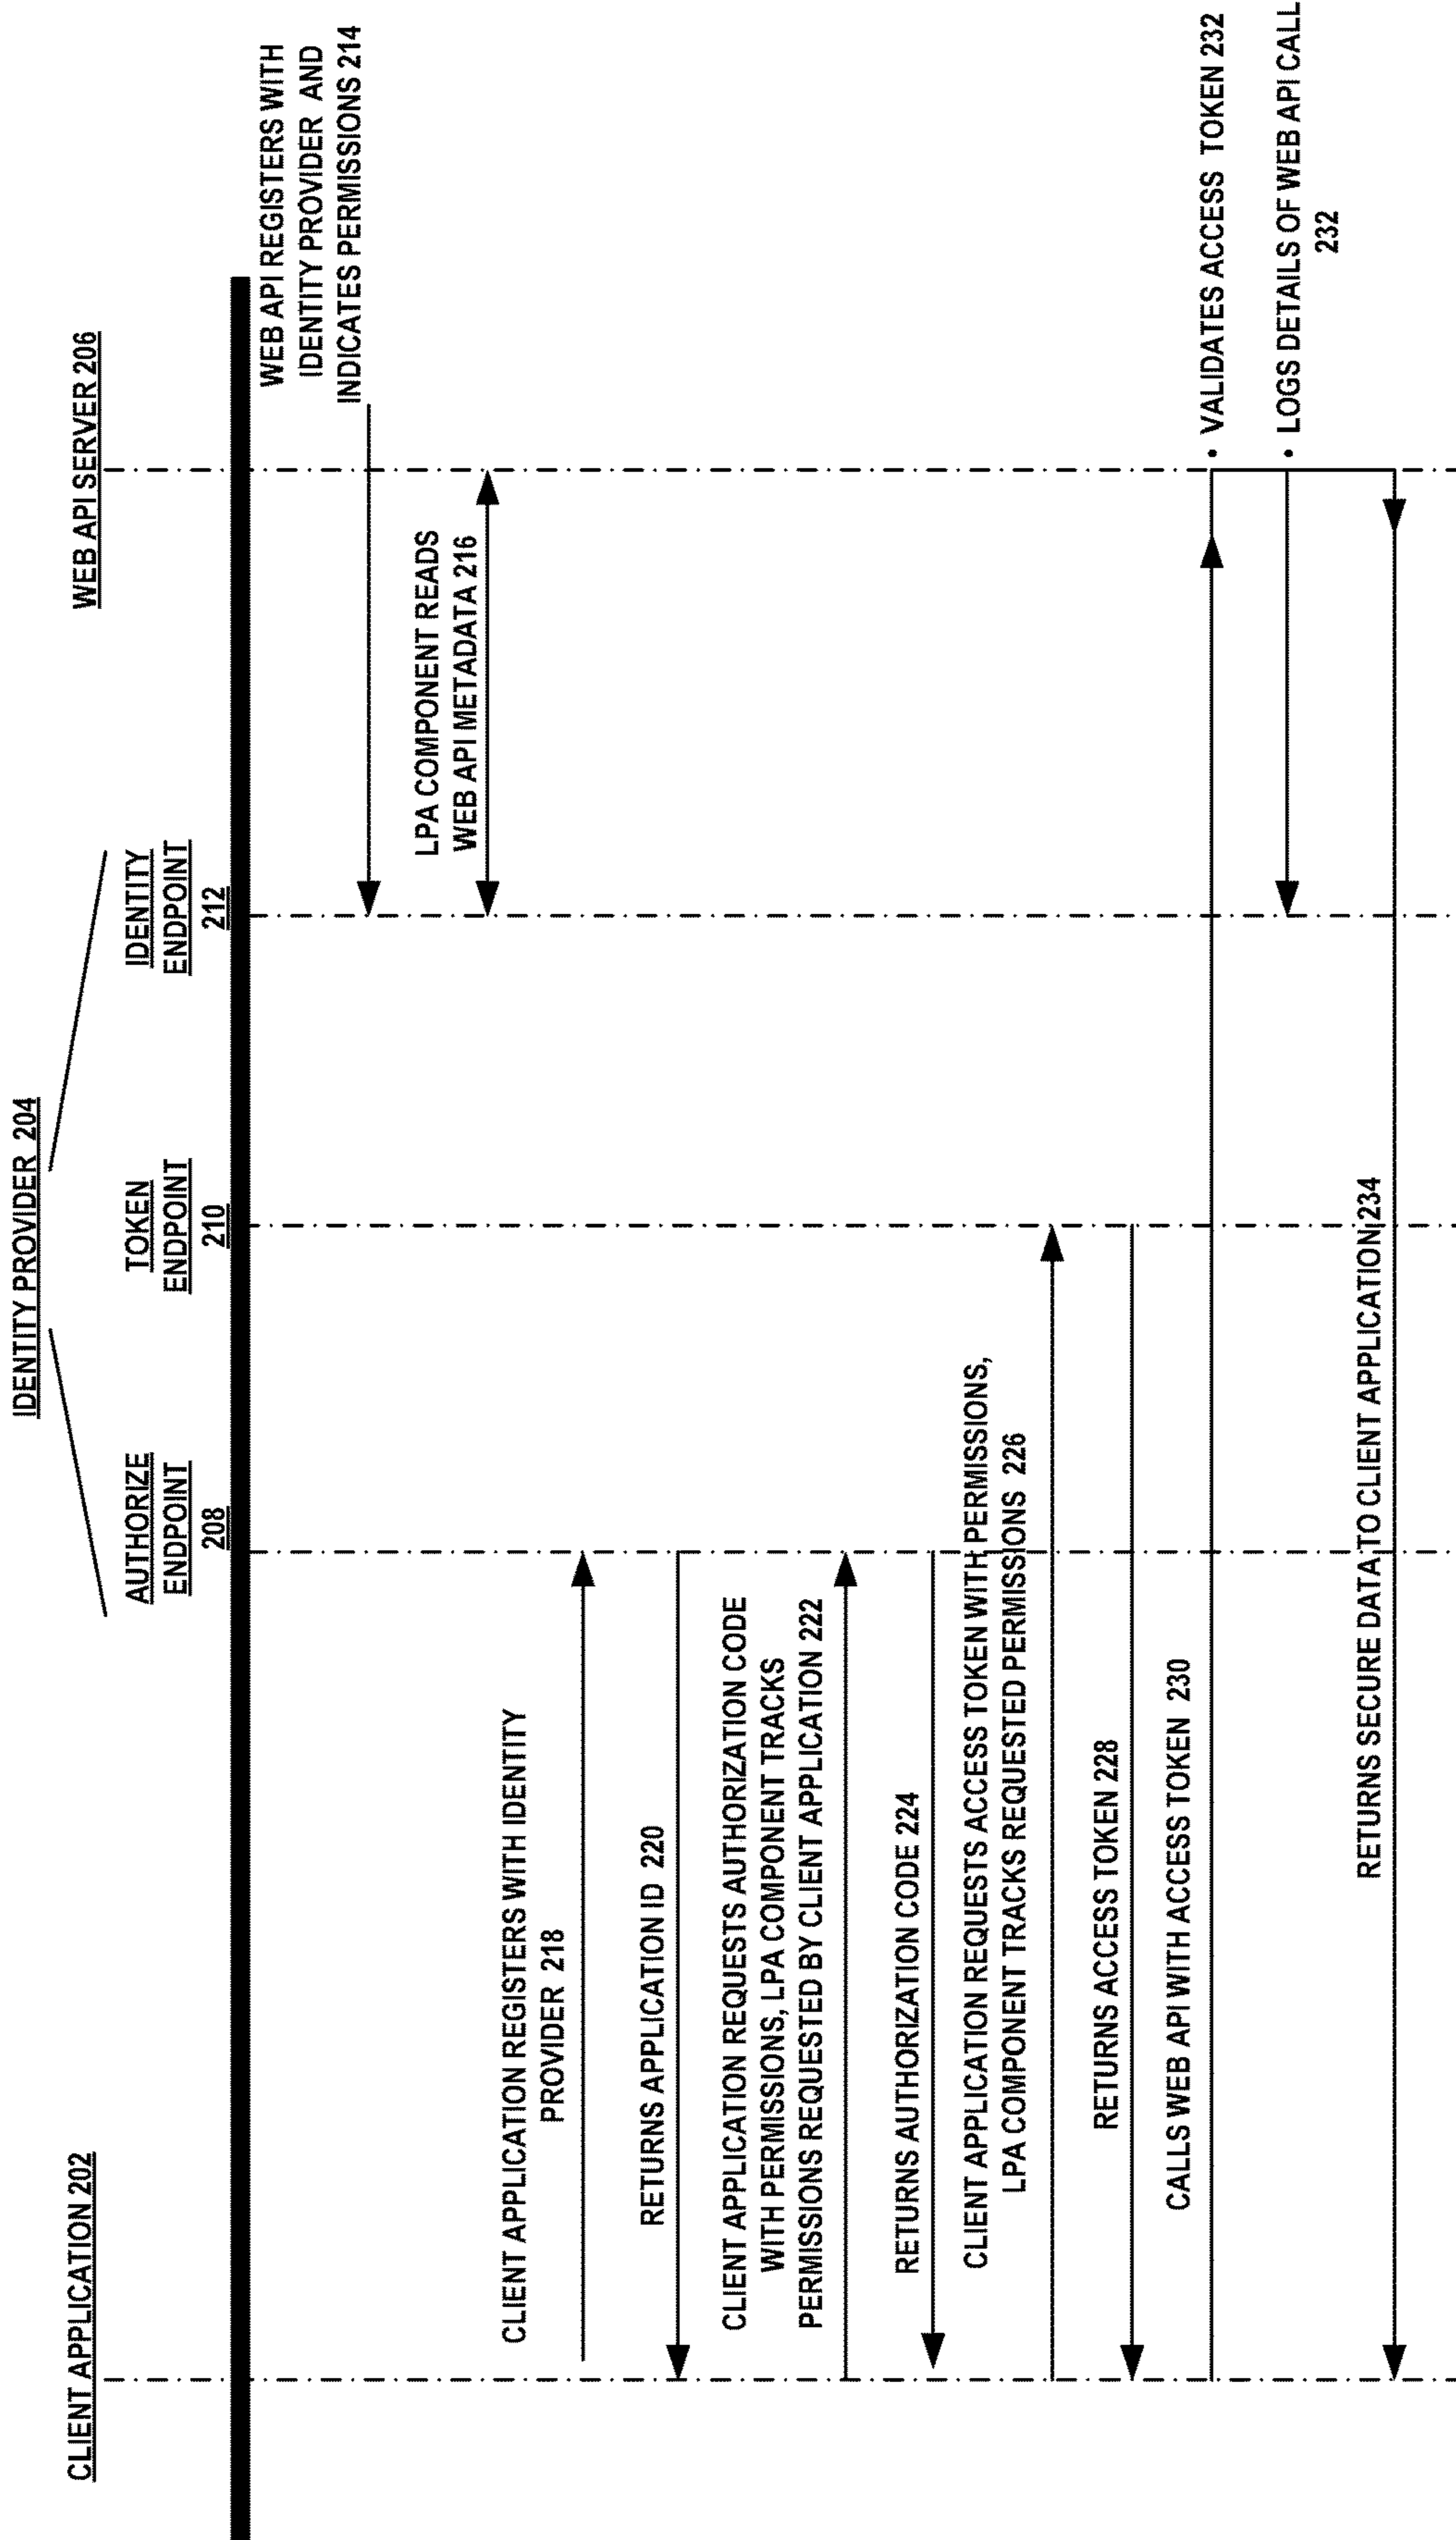 IDENTITY PROVIDER 204
CLIENT APPLICATION 202
AUTHORIZE
ENDPOINT
208
TOKEN
ENDPOINT
210
IDENTITY
ENDPOINT
212
WEB API SERVER 206
WEB API REGISTERS WITH
IDENTITY PROVIDER AND
INDICATES PERMISSIONS 214
LPA COMPONENT READS
WEB API METADATA 216
CLIENT APPLICATION REGISTERS WITH IDENTITY
PROVIDER 218
RETURNS APPLICATION ID 220
CLIENT APPLICATION REQUESTS AUTHORIZATION CODE
WITH PERMISSIONS, LPA COMPONENT TRACKS
PERMISSIONS REQUESTED BY CLIENT APPLICATION 222
RETURNS AUTHORIZATION CODE 224
CLIENT APPLICATION REQUESTS ACCESS TOKEN WITH PERMISSIONS,
LPA COMPONENT TRACKS REQUESTED PERMISSIONS 226
RETURNS ACCESS TOKEN 228
CALLS WEB API WITH ACCESS TOKEN 230
• VALIDATES ACCESS TOKEN 232
• LOGS DETAILS OF WEB API CALL
232
RETURNS SECURE DATA TO CLIENT APPLICATION 234